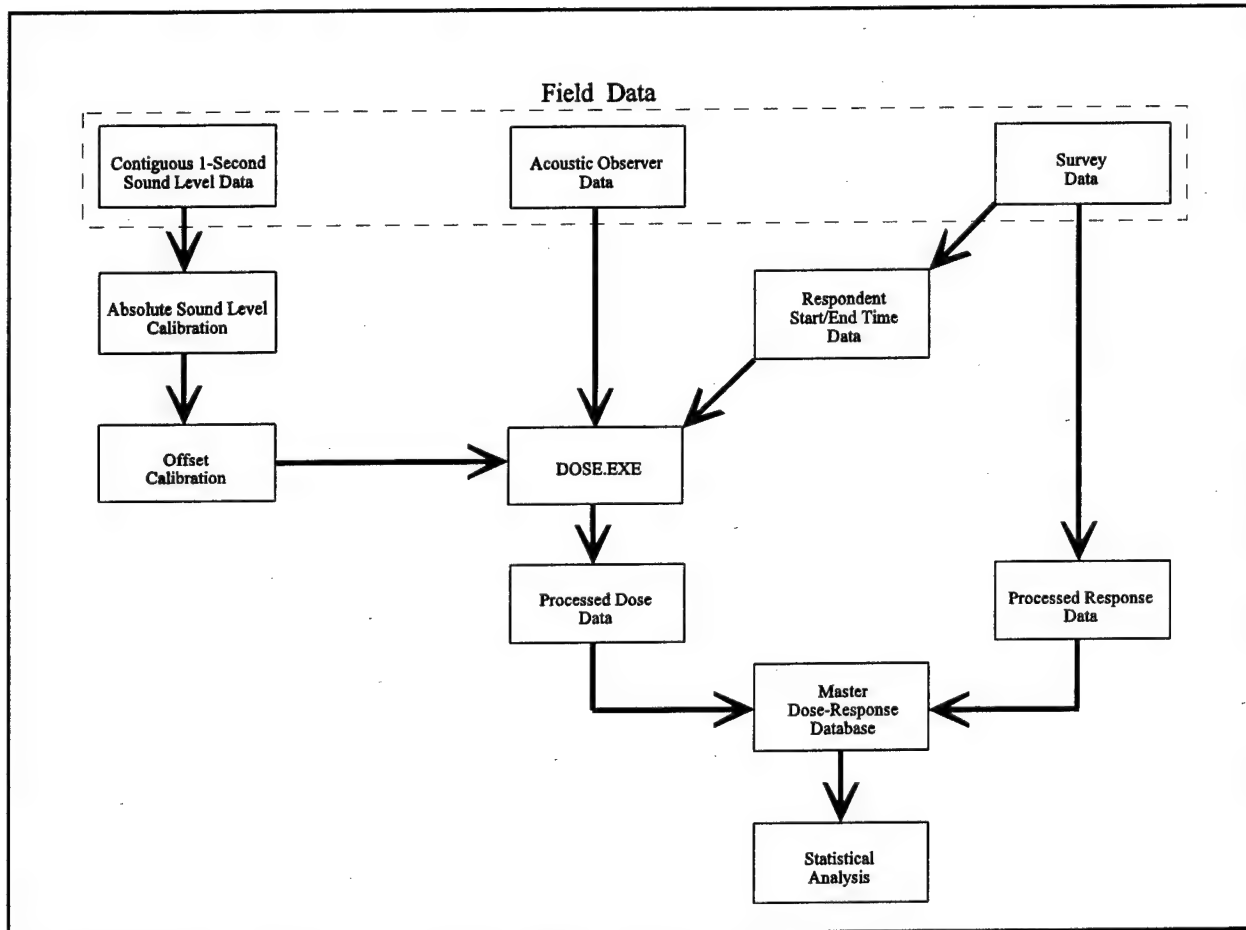 Field Data
Contiguous 1-Second
Sound Level Data
Acoustic Observer
Data
Survey
Data
Absolute Sound Level
Calibration
Respondent
Start/End Time
Data
Offset
Calibration
DOSE.EXE
Processed Dose
Data
Processed Response
Data
Master
Dose-Response
Database
Statistical
Analysis